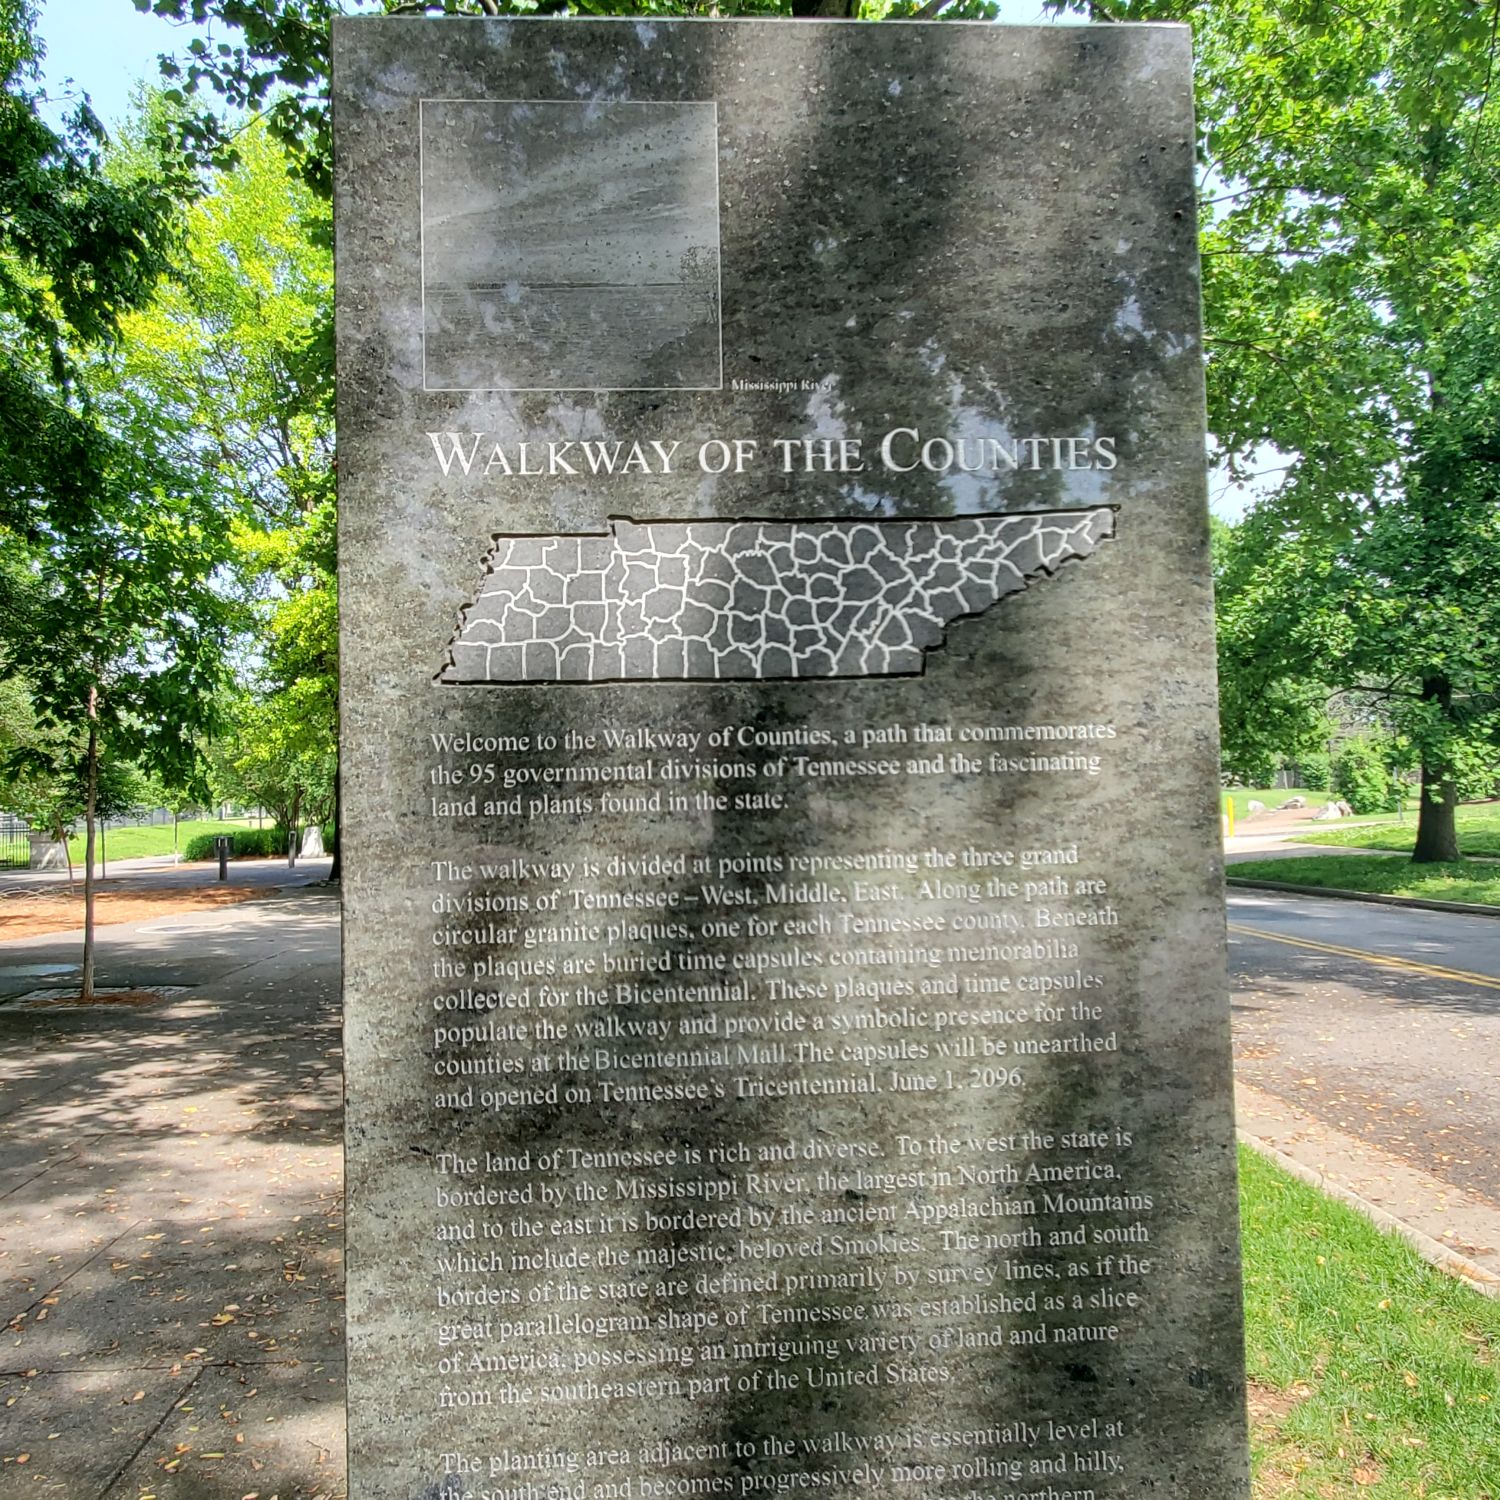 Mississippi River
WALKWAY OF THE COUNTIES
Welcome to the Walkway of Counties, a path that commemorates
the 95 governmental divisions of Tennessee and the fascinating
land and plants found in the state.
The walkway is divided at points representing the three grand
divisions of Tennessee – West, Middle, East. Along the path are
circular granite plaques, one for each Tennessee county. Beneath
the plaques are buried time capsules containing memorabilia
collected for the Bicentennial. These plaques and time capsules
populate the walkway and provide a symbolic presence for the
counties at the Bicentennial Mall. The capsules will be unearthed
and opened on Tennessee's Tricentennial, June 1, 2096.
The land of Tennessee is rich and diverse. To the west the state is
bordered by the Mississippi River, the largest in North America,
and to the east it is bordered by the ancient Appalachian Mountains
which include the majestic, beloved Smokies. The north and south
borders of the state are defined primarily by survey lines, as if the
great parallelogram shape of Tennessee was established as a slice
of America, possessing an intriguing variety of land and nature
from the southeastern part of the United States.
The planting area adjacent to the walkway is essentially level at
the south end and becomes progressively more rolling and hilly,
the northern